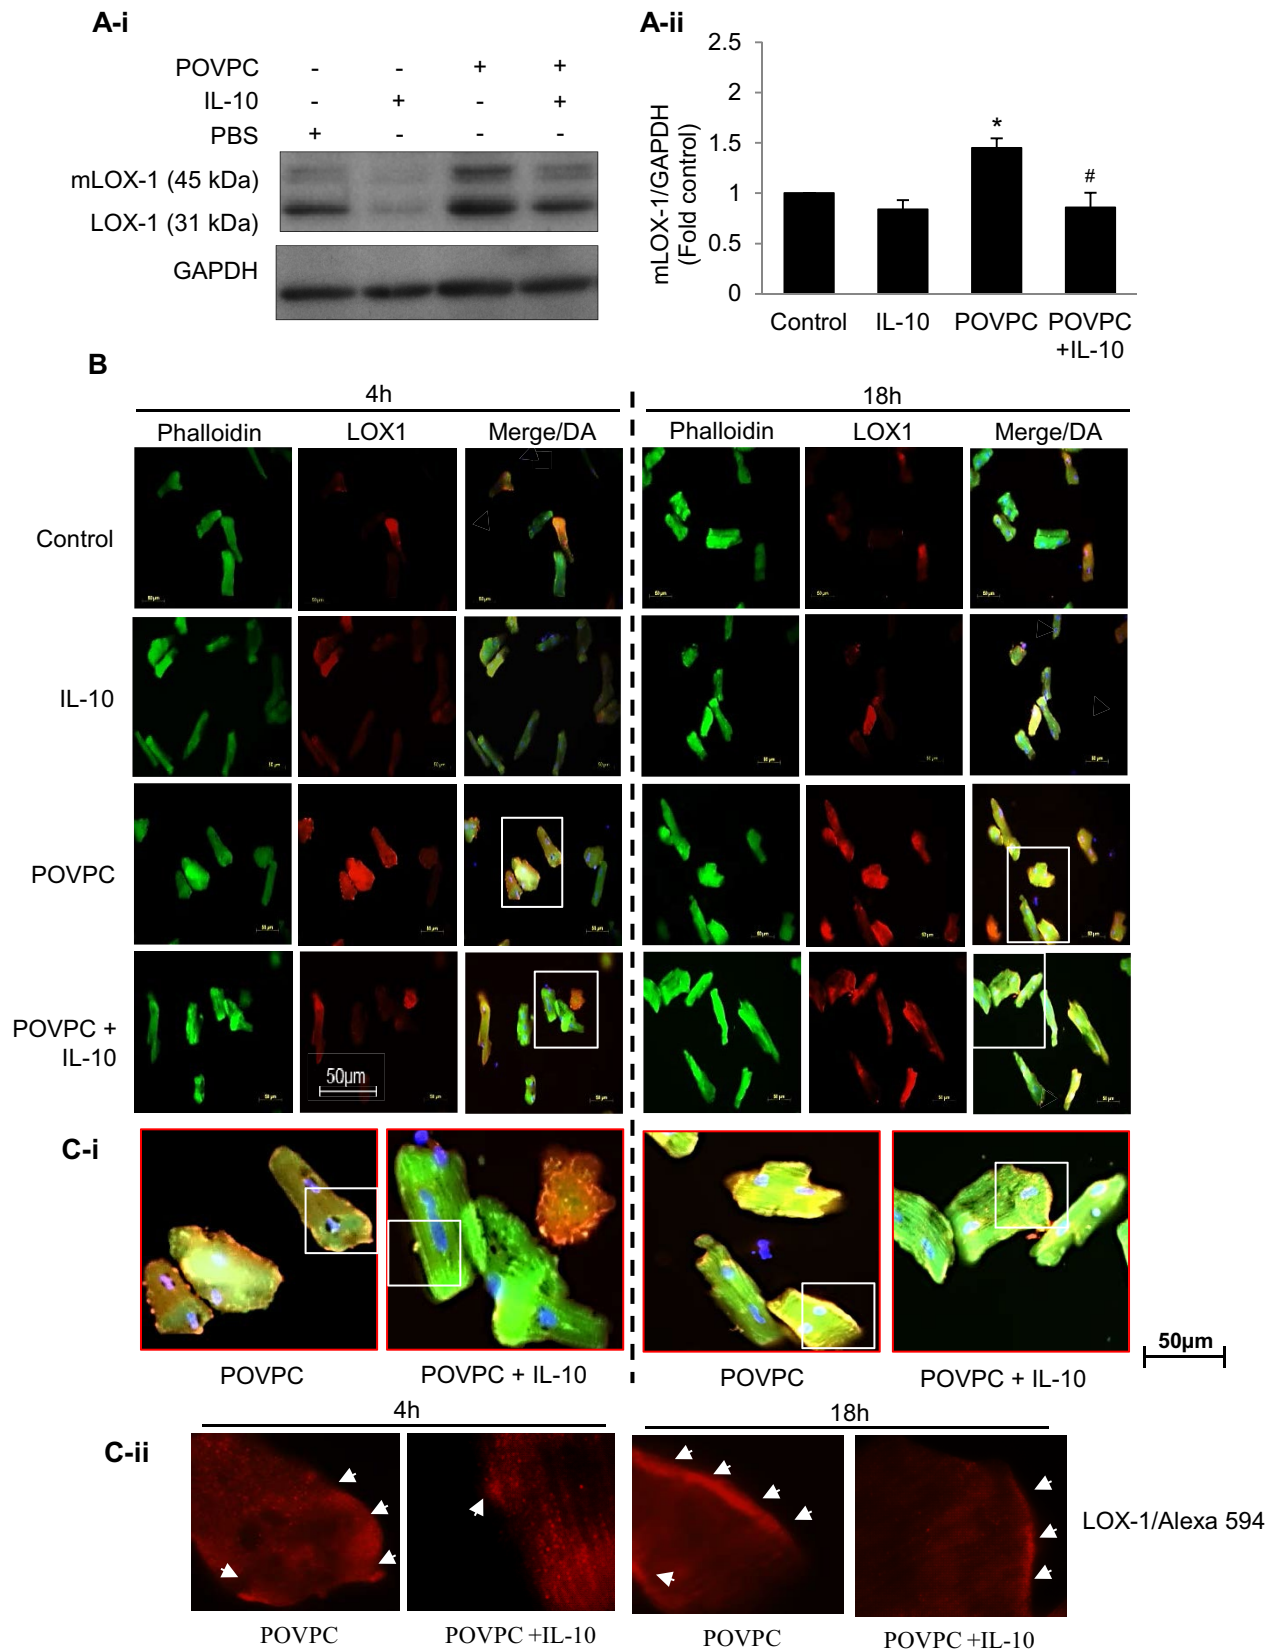 A-i
POVPC - - + +
IL-10 - + - +
PBS + - - -
mLOX-1 (45 kDa)
LOX-1 (31 kDa)
GAPDH
A-ii
mLOX-1/GAPDH
(Fold control)
2.5
2
1.5
1
0.5
0
*
#
Control IL-10 POVPC POVPC
+IL-10
B
4h 18h
Phalloidin LOX1 Merge/DA Phalloidin LOX1 Merge/DA
Control
IL-10
POVPC
POVPC +
IL-10
50μm
C-i
POVPC POVPC + IL-10 POVPC POVPC + IL-10
50μm
4h 18h
C-ii
LOX-1/Alexa 594
POVPC POVPC +IL-10 POVPC POVPC +IL-10